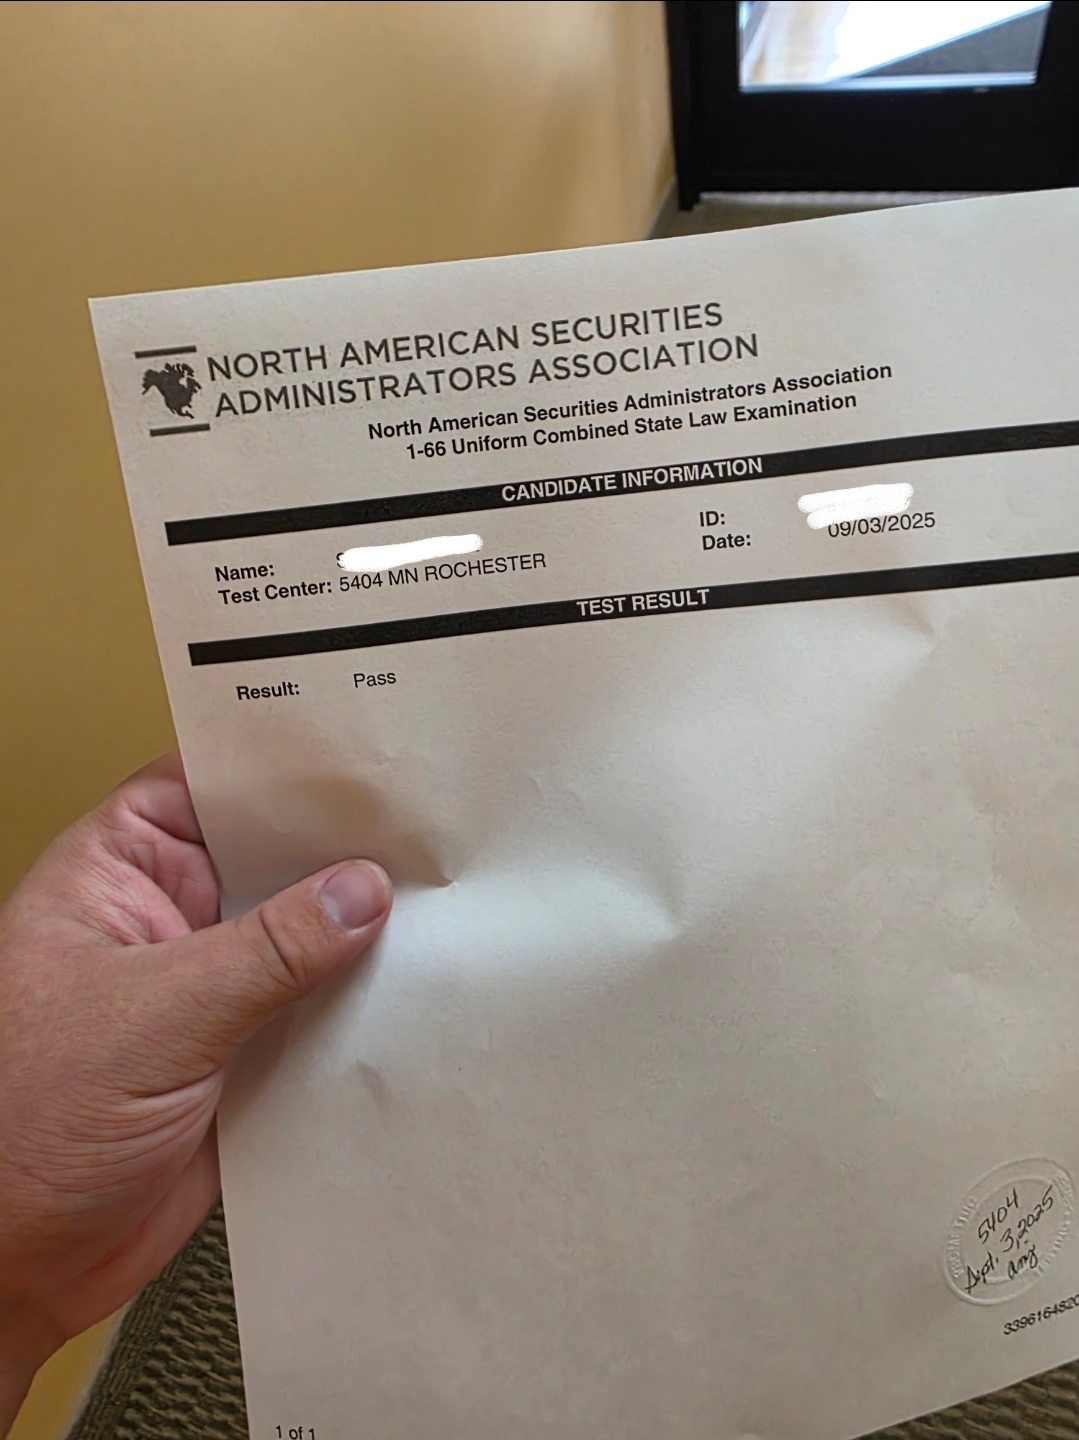 NORTH AMERICAN SECURITIES
ADMINISTRATORS ASSOCIATION
North American Securities Administrators Association
1-66 Uniform Combined State Law Examination
CANDIDATE INFORMATION
Name:
Test Center: 5404 MN ROCHESTER
ID:
Date: 09/03/2025
TEST RESULT
Result: Pass
5404
Sept. 3, 2025
339616482
1 of 1